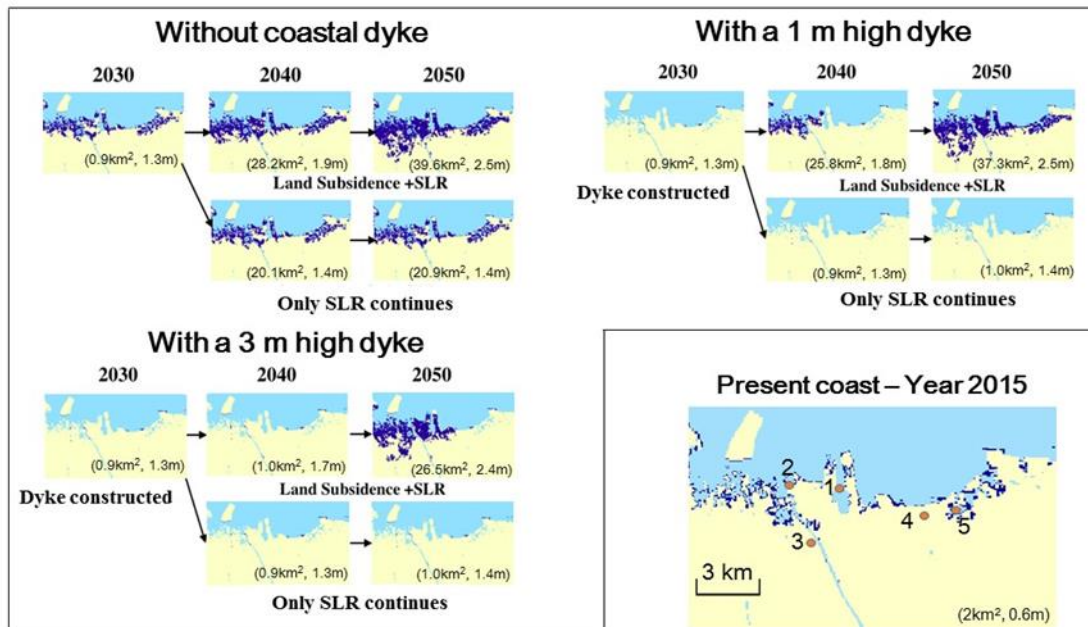 Without coastal dyke
2030 2040 2050
(0.9km², 1.3m) (28.2km², 1.9m) (39.6km², 2.5m)
Land Subsidence +SLR
(20.1km², 1.4m) (20.9km², 1.4m)
Only SLR continues
With a 1 m high dyke
2030 2040 2050
(0.9km², 1.3m) (25.8km², 1.8m) (37.3km², 2.5m)
Dyke constructed
Land Subsidence +SLR
(0.9km², 1.3m) (1.0km², 1.4m)
Only SLR continues
With a 3 m high dyke
2030 2040 2050
(0.9km², 1.3m) (1.0km², 1.7m) (26.5km², 2.4m)
Dyke constructed
Land Subsidence +SLR
(0.9km², 1.3m) (1.0km², 1.4m)
Only SLR continues
Present coast – Year 2015
2
1
4
5
3
3 km
(2km², 0.6m)